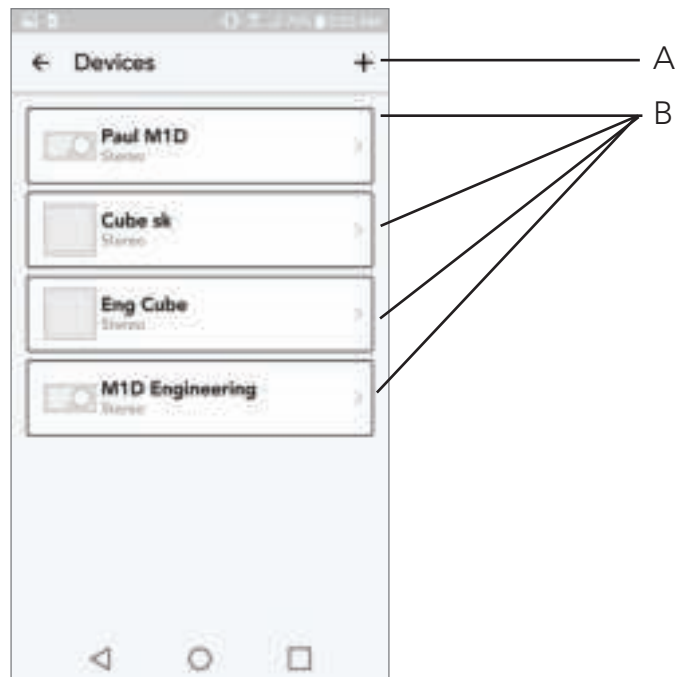 Devices
A
B
Paul M1D
Stereo
Cube sk
Stereo
Eng Cube
Stereo
M1D Engineering
Stereo